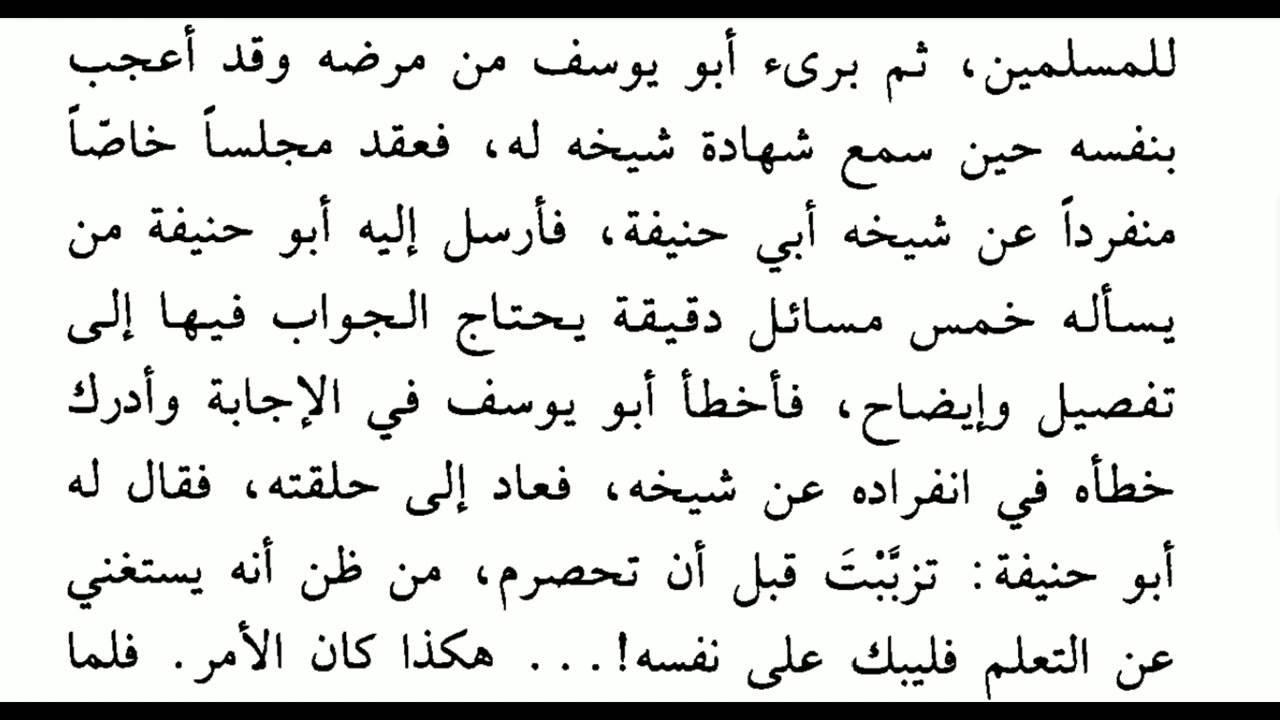 للمسلمين، ثم برىء أبو يوسف من مرضه وقد أعجب
بنفسه حين سمع شهادة شيخه له، فعقد مجلساً خاصّاً
منفرداً عن شيخه أبي حنيفة، فأرسل إليه أبو حنيفة من
يسأله خمس مسائل دقيقة يحتاج الجواب فيها إلى
تفصيل وإيضاح، فأخطأ أبو يوسف في الإجابة وأدرك
خطأه في انفراده عن شيخه، فعاد إلى حلقته، فقال له
أبو حنيفة: تزبَّبْتَ قبل أن تحصرم، من ظن أنه يستغني
عن التعلم فليبك على نفسه!... هكذا كان الأمر. فلما